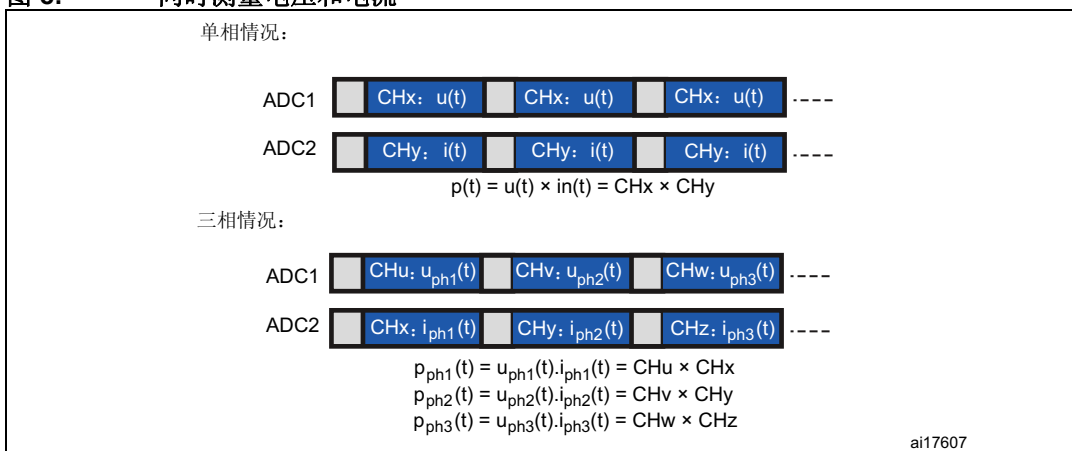 单相情况：
ADC1 CHx：u(t) CHx：u(t) CHx：u(t)
ADC2 CHy：i(t) CHy：i(t) CHy：i(t)
p(t) = u(t) × in(t) = CHx × CHy
三相情况：
ADC1 CHu：uph1(t) CHv：uph2(t) CHw：uph3(t)
ADC2 CHx：iph1(t) CHy：iph2(t) CHz：iph3(t)
pph1(t) = uph1(t).iph1(t) = CHu × CHx
pph2(t) = uph2(t).iph2(t) = CHv × CHy
pph3(t) = uph3(t).iph3(t) = CHw × CHz
ai17607